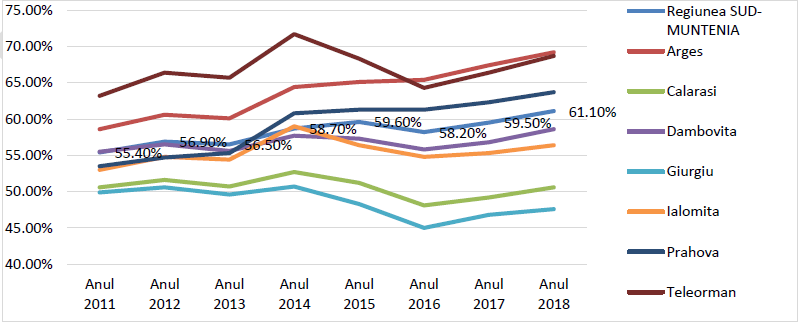 75.00%
70.00%
65.00%
60.00%
55.00%
50.00%
45.00%
40.00%
55.40%
56.90%
56.50%
58.70%
59.60%
58.20%
59.50%
61.10%
Anul 2011
Anul 2012
Anul 2013
Anul 2014
Anul 2015
Anul 2016
Anul 2017
Anul 2018
Regiunea SUD-
MUNTENIA
Arges
Calarasi
Dambovita
Giurgiu
Ialomita
Prahova
Teleorman